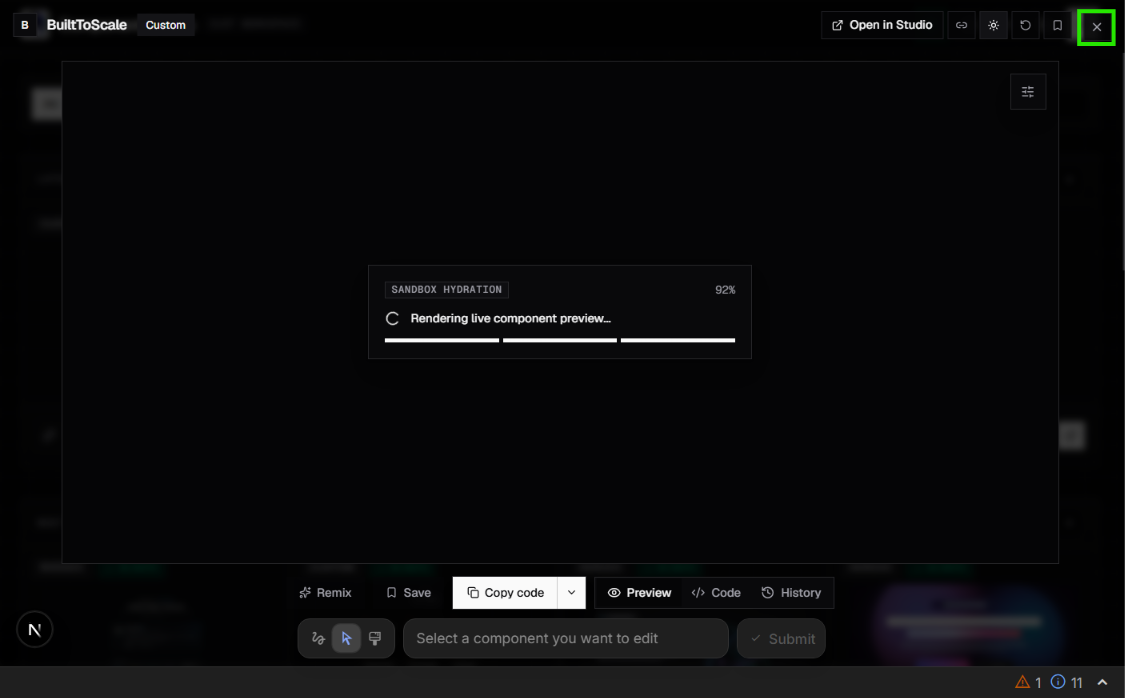 B BuiltToScale Custom Open in Studio
SANDBOX HYDRATION 92%
Rendering live component preview...
Remix Save Copy code Preview </> Code History
N Select a component you want to edit Submit
1 11